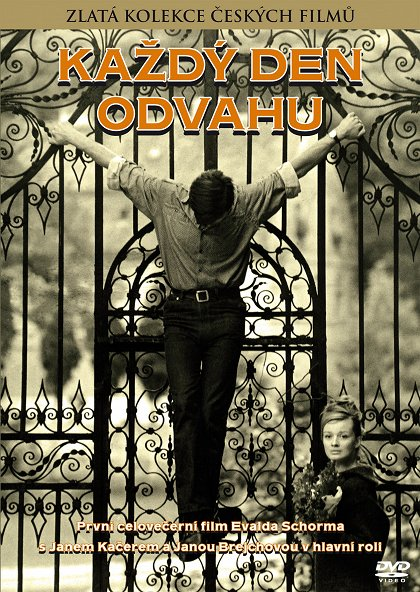 ZLATÁ KOLEKCE ČESKÝCH FILMŮ
KAŽDÝ DEN
ODVAHU
První celovečerní film Evalda Schorma
s Janem Kačerem a Janou Brejchovou v hlavní roli
DVD
VIDEO